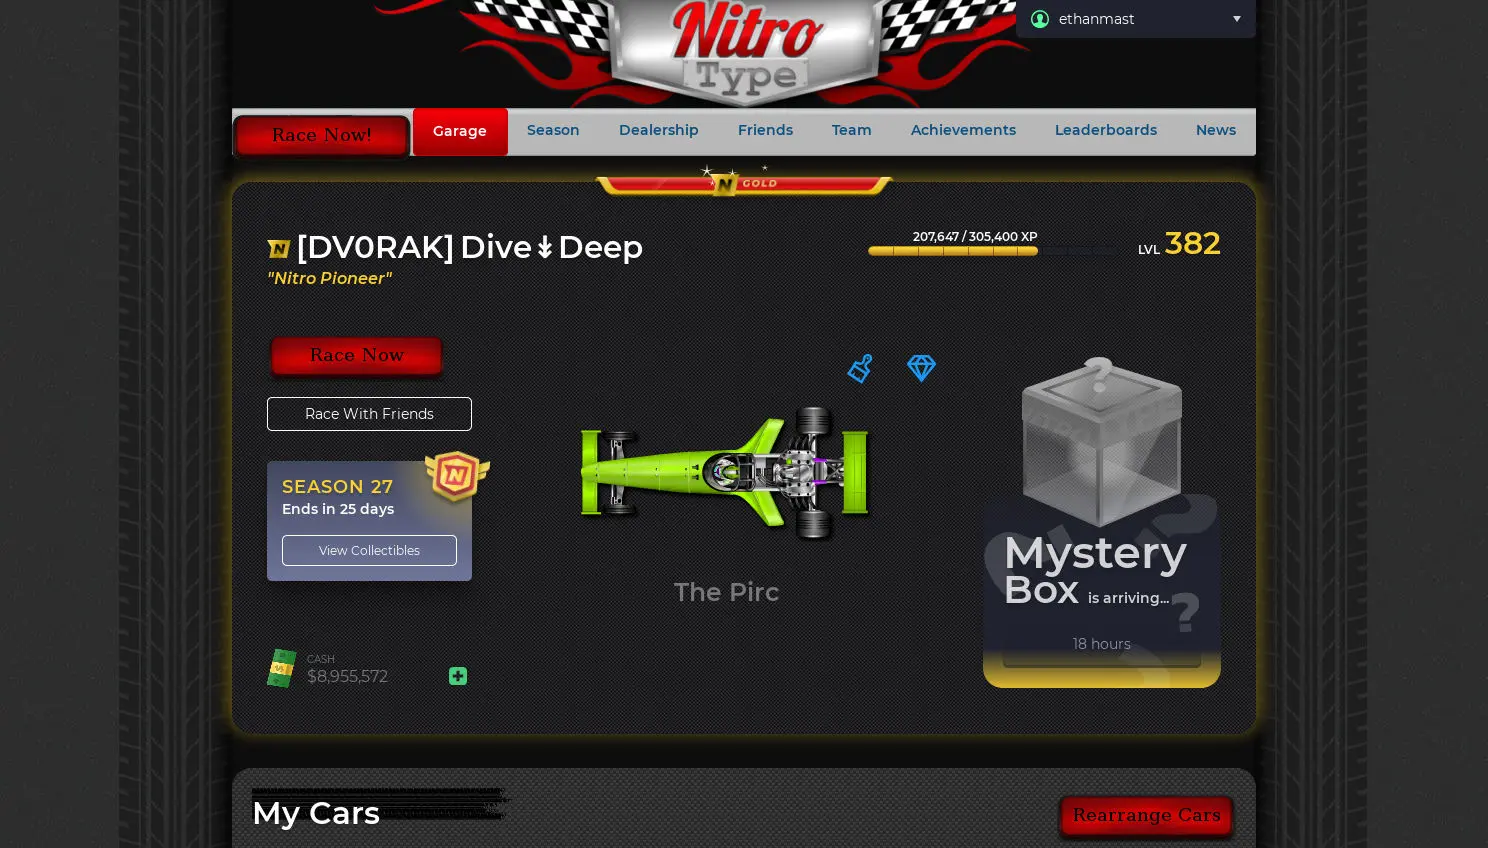 Nitro
Type
ethanmast
Race Now!
Garage
Season
Dealership
Friends
Team
Achievements
Leaderboards
News
N GOLD
N [DV0RAK] Dive↡Deep
"Nitro Pioneer"
207,647 / 305,400 XP
LVL 382
Race Now
Race With Friends
SEASON 27
Ends in 25 days
N
View Collectibles
The Pirc
CASH
$8,955,572
?
Mystery
Box is arriving...
?
18 hours
My Cars
Rearrange Cars